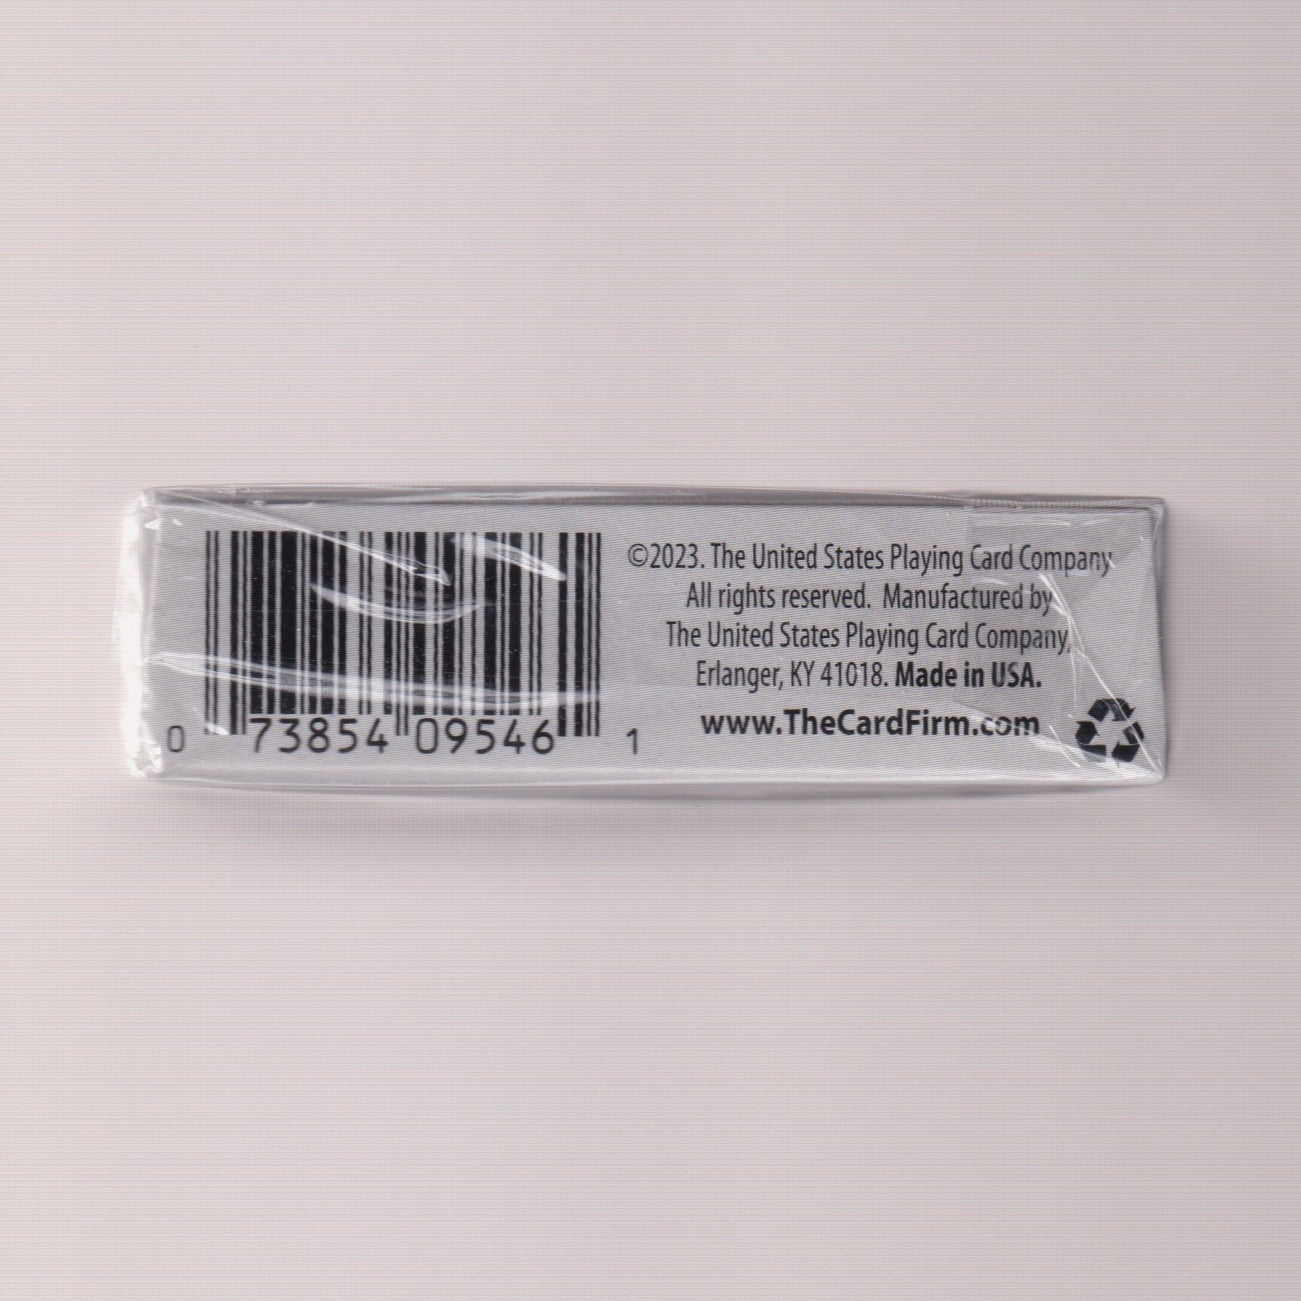 0 73854 09546 1
©2023. The United States Playing Card Company
All rights reserved. Manufactured by
The United States Playing Card Company,
Erlanger, KY 41018. Made in USA.
www.TheCardFirm.com